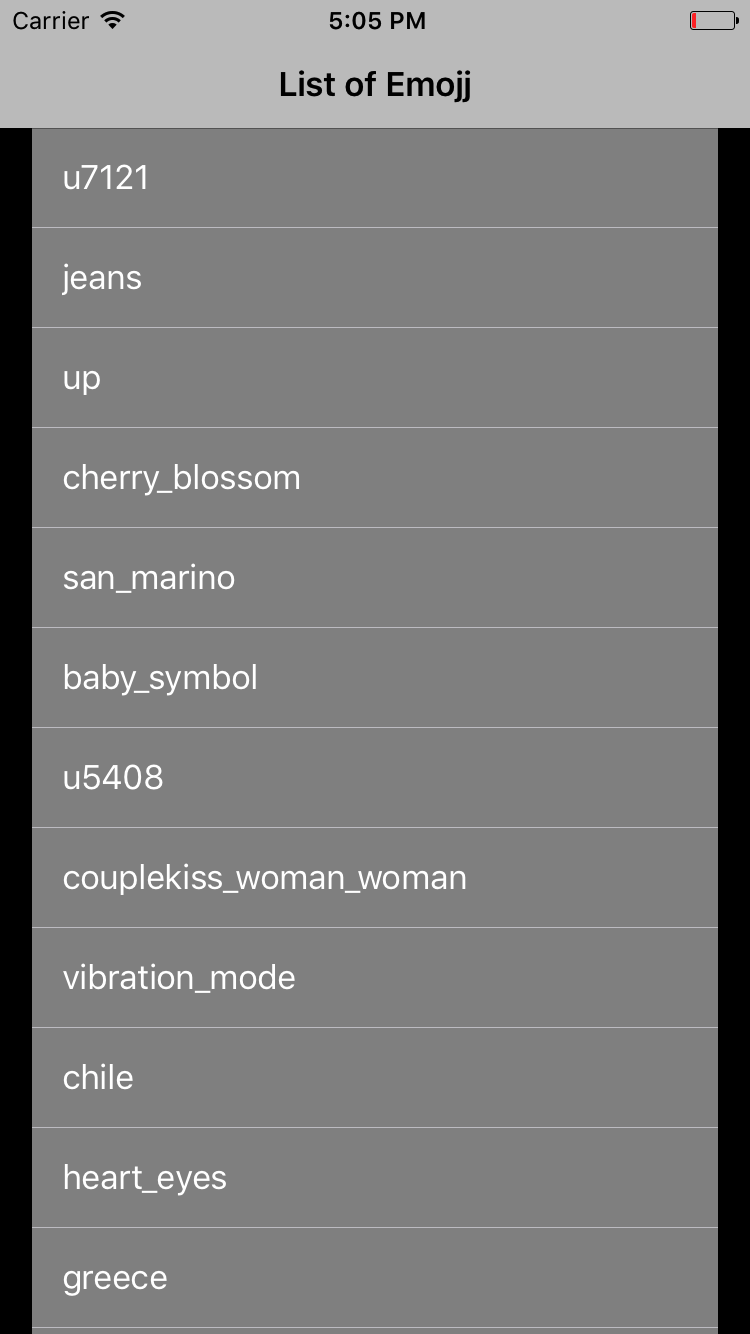 Carrier 5:05 PM
List of Emojj
u7121
jeans
up
cherry_blossom
san_marino
baby_symbol
u5408
couplekiss_woman_woman
vibration_mode
chile
heart_eyes
greece